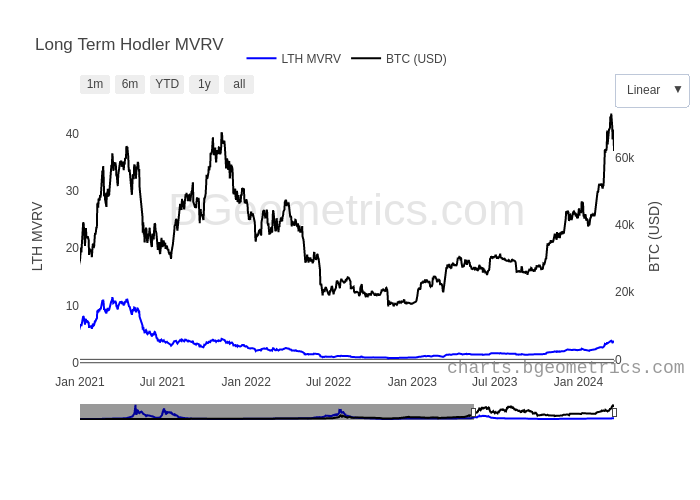 Long Term Hodler MVRV
LTH MVRV BTC (USD)
1m 6m YTD 1y all
Linear ▼
40
30
20
10
0
60k
40k
20k
0
LTH MVRV
BTC (USD)
BGeometrics.com
Jan 2021 Jul 2021 Jan 2022 Jul 2022 Jan 2023 Jul 2023 Jan 2024
charts.bgeometrics.com